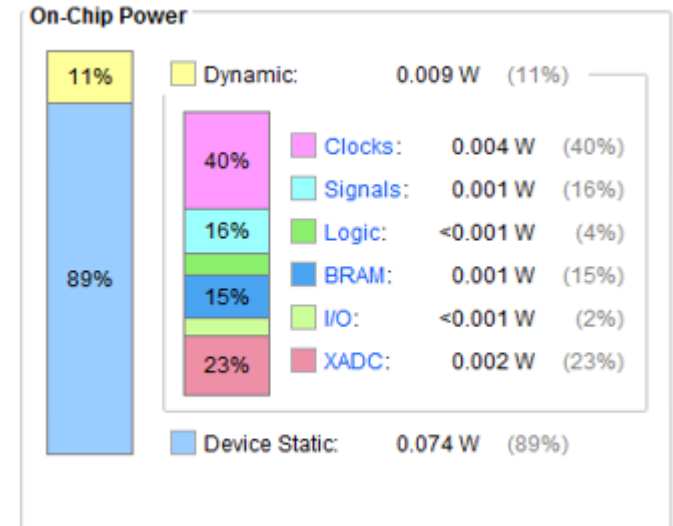 On-Chip Power
11% Dynamic: 0.009 W (11%)
40% Clocks: 0.004 W (40%)
Signals: 0.001 W (16%)
16% Logic: <0.001 W (4%)
89% 15% BRAM: 0.001 W (15%)
I/O: <0.001 W (2%)
23% XADC: 0.002 W (23%)
Device Static: 0.074 W (89%)